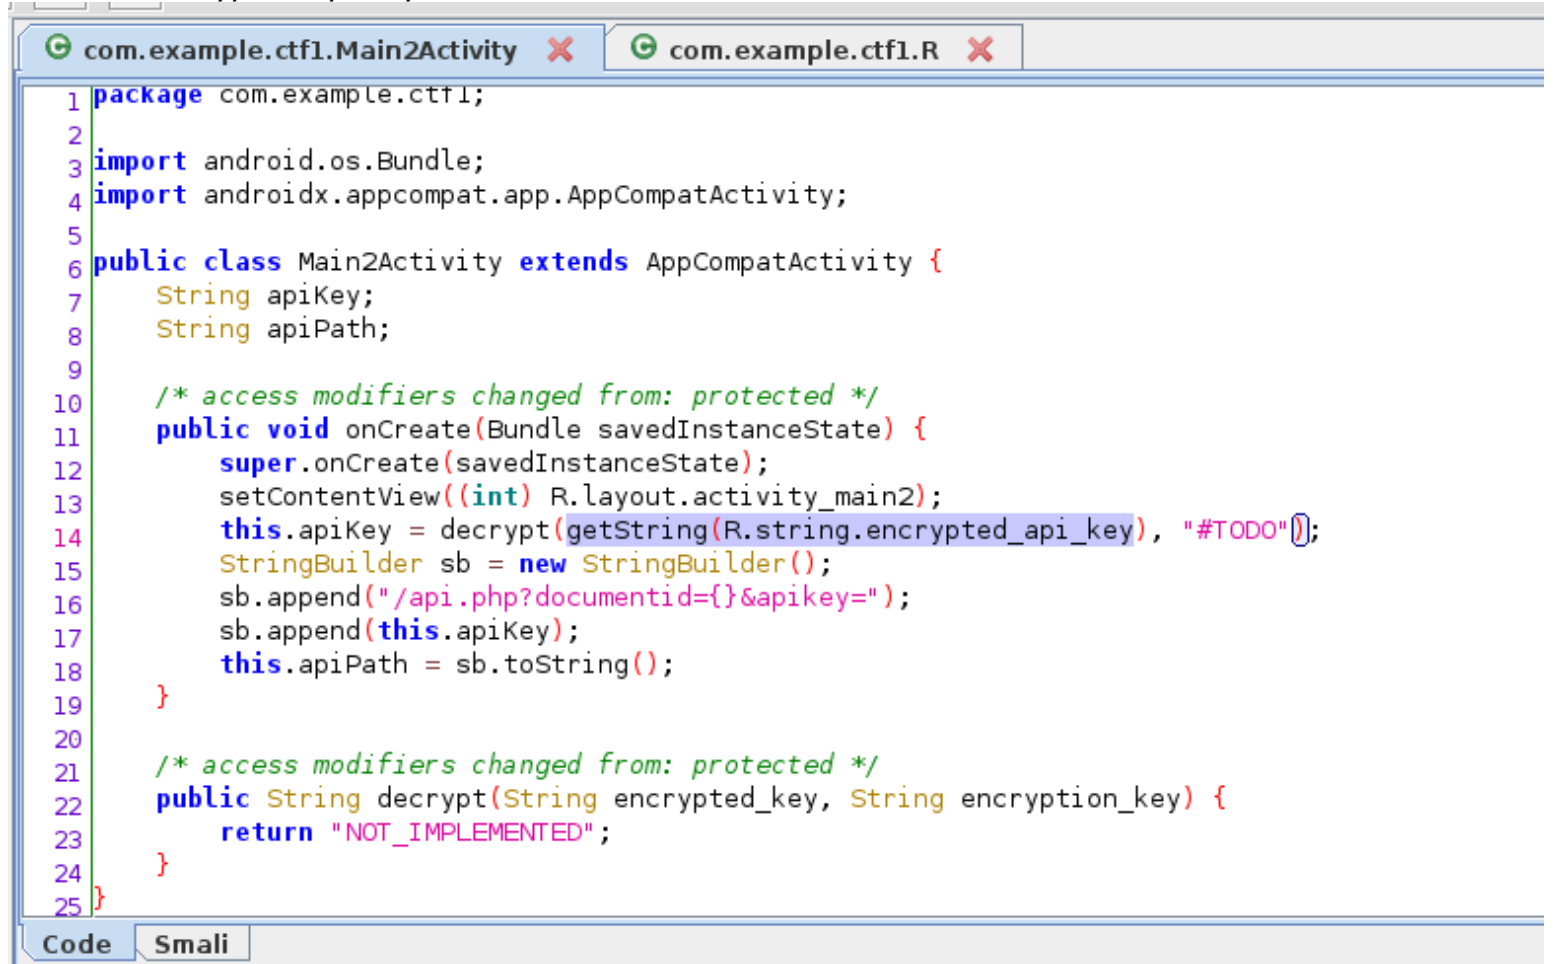 com.example.ctf1.Main2Activity com.example.ctf1.R
1 package com.example.ctf1;
2
3 import android.os.Bundle;
4 import androidx.appcompat.app.AppCompatActivity;
5
6 public class Main2Activity extends AppCompatActivity {
7     String apiKey;
8     String apiPath;
9
10     /* access modifiers changed from: protected */
11     public void onCreate(Bundle savedInstanceState) {
12         super.onCreate(savedInstanceState);
13         setContentView((int) R.layout.activity_main2);
14         this.apiKey = decrypt(getString(R.string.encrypted_api_key), "#TODO");
15         StringBuilder sb = new StringBuilder();
16         sb.append("/api.php?documentid={}&apikey=");
17         sb.append(this.apiKey);
18         this.apiPath = sb.toString();
19     }
20
21     /* access modifiers changed from: protected */
22     public String decrypt(String encrypted_key, String encryption_key) {
23         return "NOT_IMPLEMENTED";
24     }
25 }
Code Smali